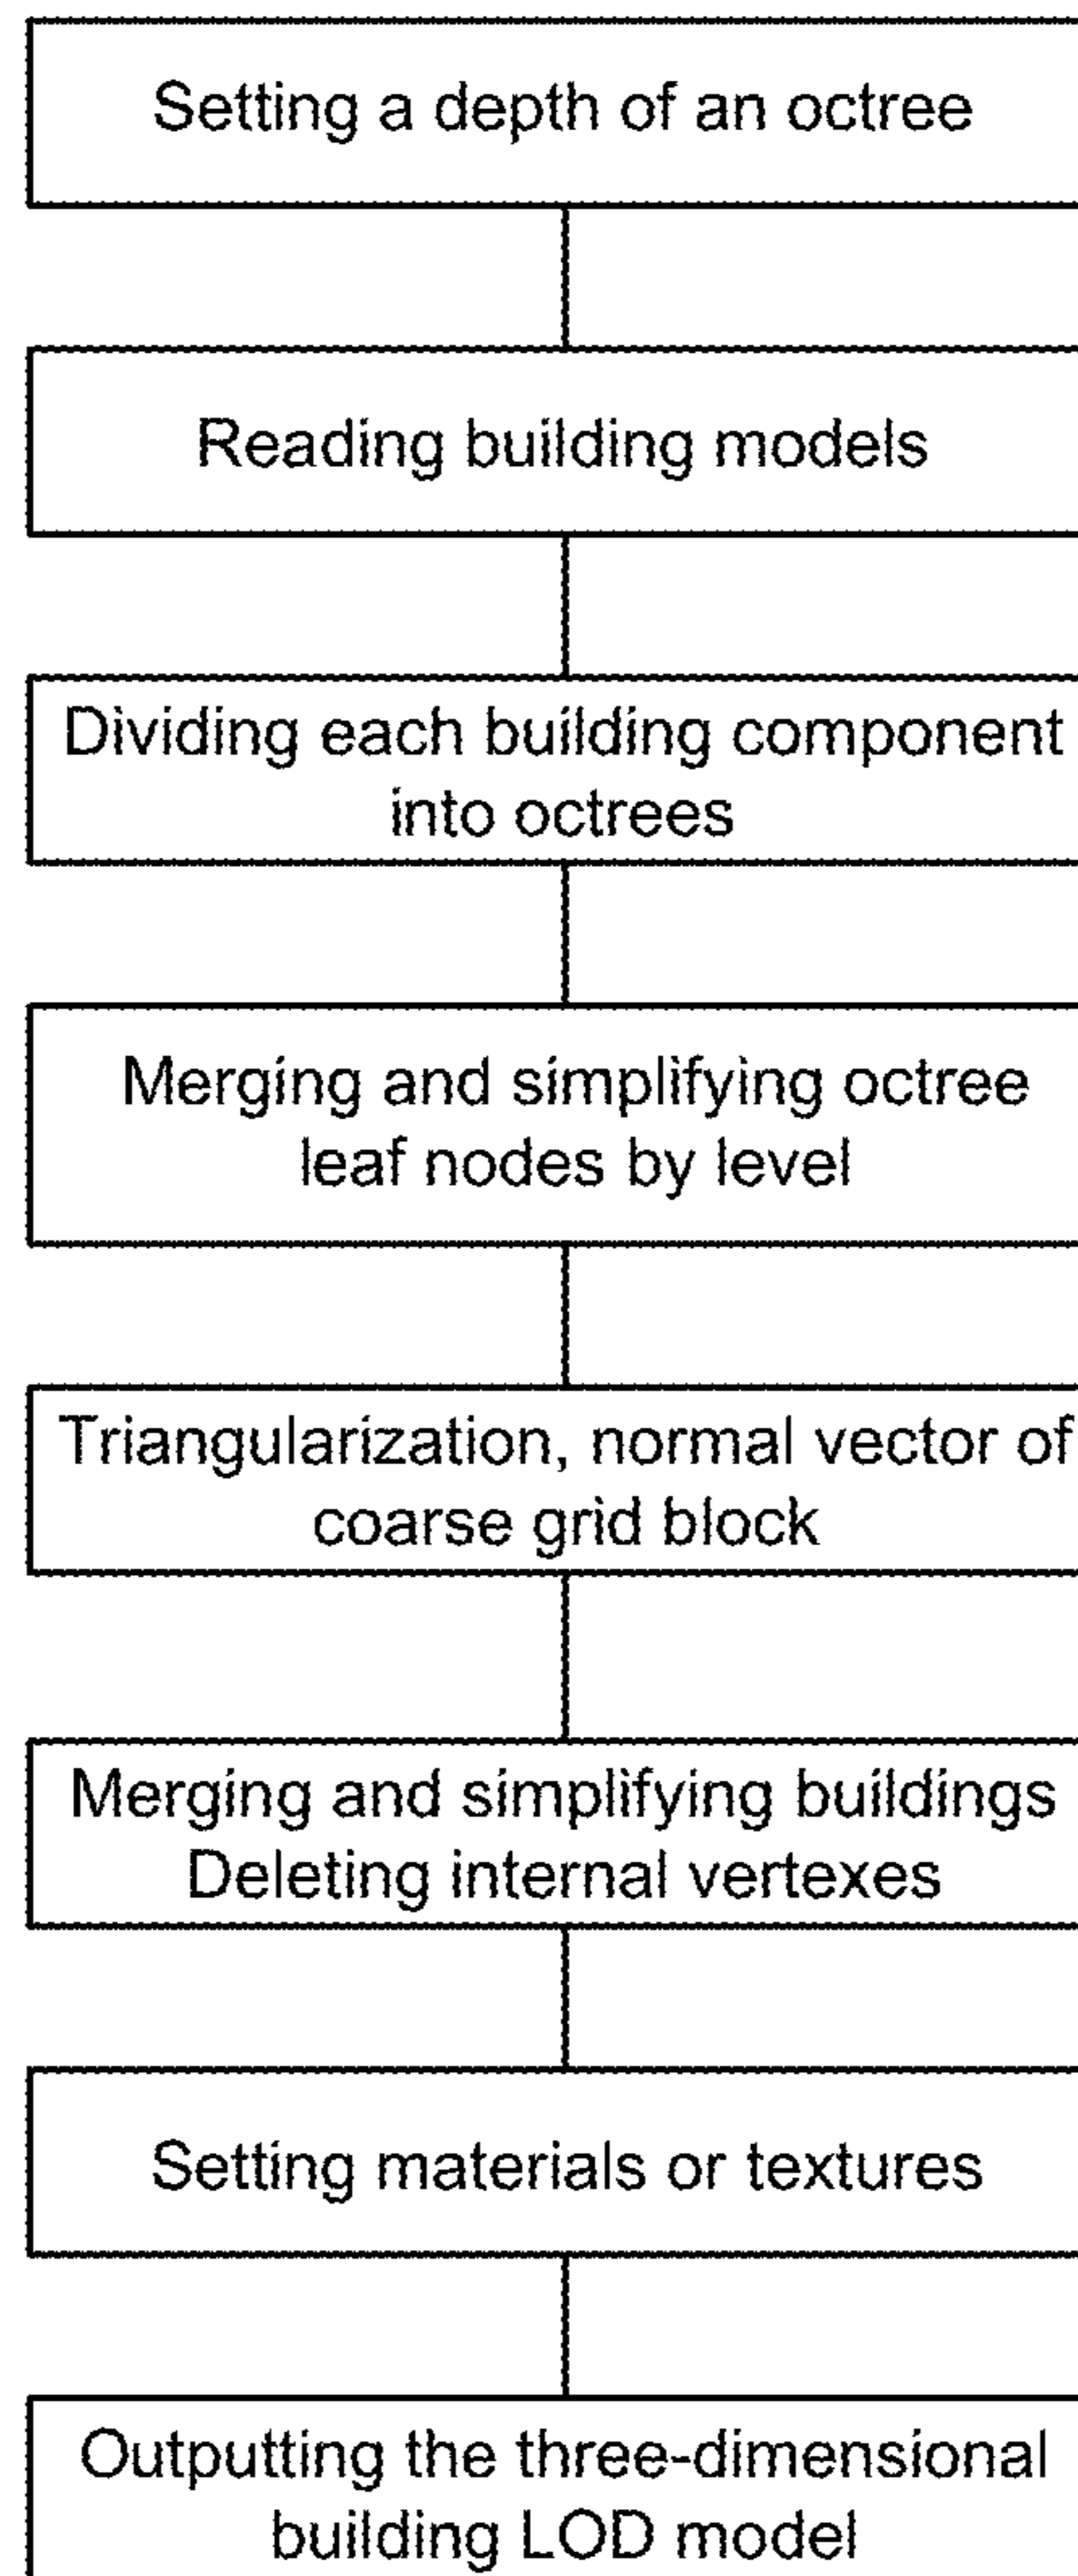 Setting a depth of an octree
Reading building models
Dividing each building component
into octrees
Merging and simplifying octree
leaf nodes by level
Triangularization, normal vector of
coarse grid block
Merging and simplifying buildings
Deleting internal vertexes
Setting materials or textures
Outputting the three-dimensional
building LOD model